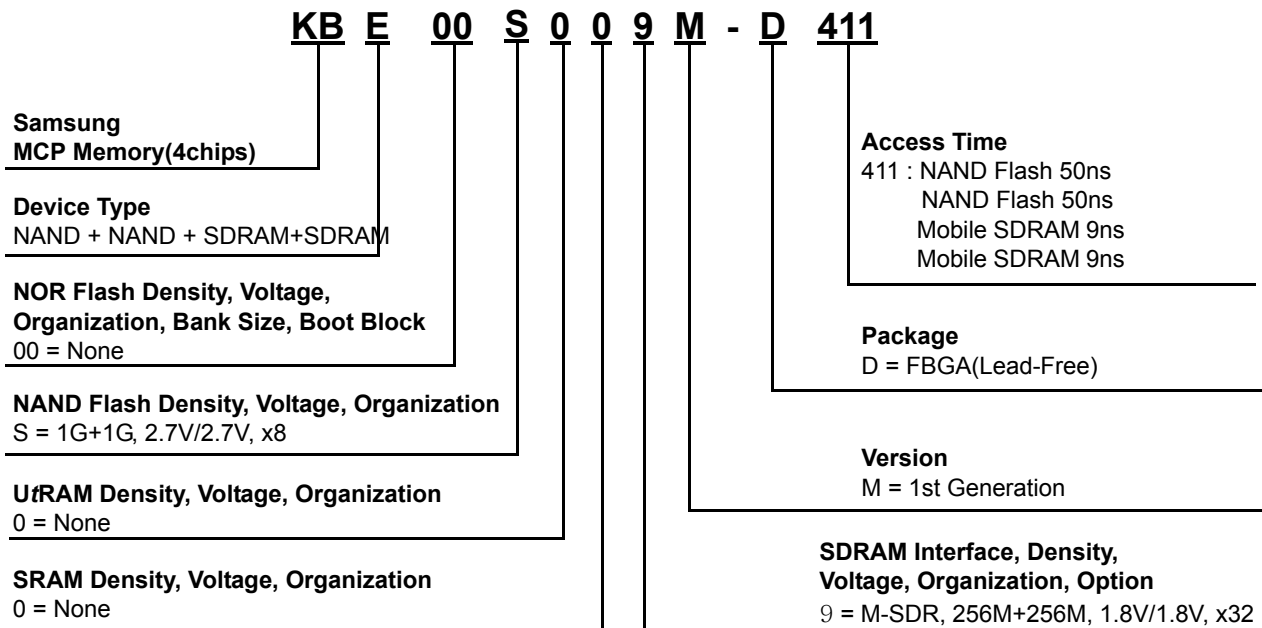 KB E 00 S 0 0 9 M - D 411
Samsung
MCP Memory(4chips)
Device Type
NAND + NAND + SDRAM+SDRAM
NOR Flash Density, Voltage,
Organization, Bank Size, Boot Block
00 = None
NAND Flash Density, Voltage, Organization
S = 1G+1G, 2.7V/2.7V, x8
UtRAM Density, Voltage, Organization
0 = None
SRAM Density, Voltage, Organization
0 = None
Access Time
411 : NAND Flash 50ns
NAND Flash 50ns
Mobile SDRAM 9ns
Mobile SDRAM 9ns
Package
D = FBGA(Lead-Free)
Version
M = 1st Generation
SDRAM Interface, Density,
Voltage, Organization, Option
9 = M-SDR, 256M+256M, 1.8V/1.8V, x32